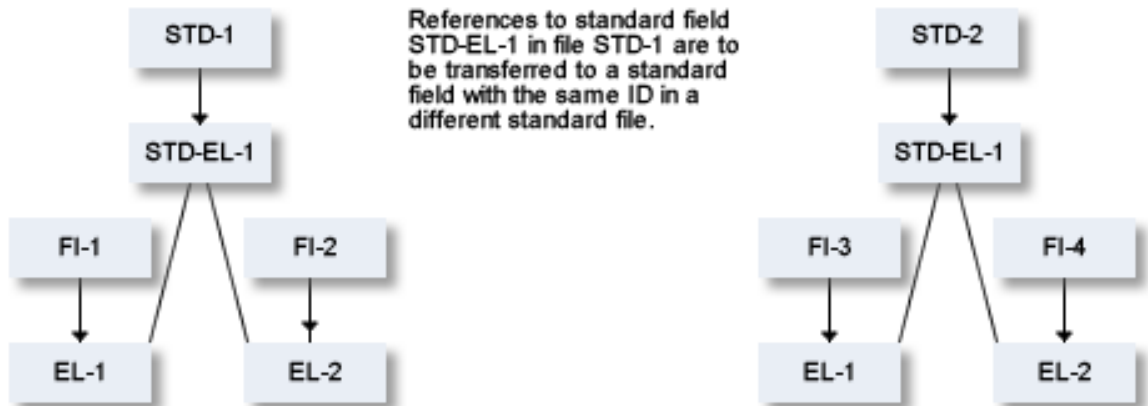 STD-1
References to standard field
STD-EL-1 in file STD-1 are to
be transferred to a standard
field with the same ID in a
different standard file.
STD-2
STD-EL-1
STD-EL-1
FI-1
FI-2
FI-3
FI-4
EL-1
EL-2
EL-1
EL-2